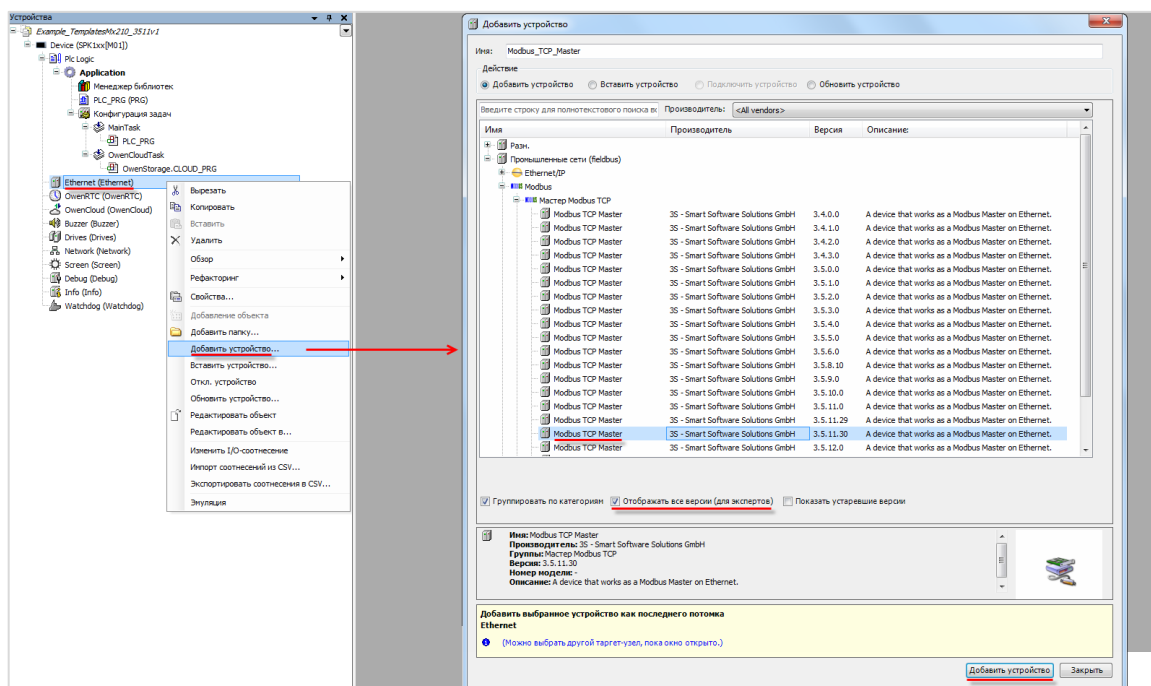 Устройства
Example_TemplatesMx210_3511v1
Device (SPK1xx[M01])
Plc Logic
Application
Менеджер библиотек
PLC_PRG (PRG)
Конфигурация задач
MainTask
PLC_PRG
OwenCloudTask
OwenStorage.CLOUD_PRG
Ethernet (Ethernet)
OwenRTC (OwenRTC)
OwenCloud (OwenCloud)
Buzzer (Buzzer)
Drives (Drives)
Network (Network)
Screen (Screen)
Debug (Debug)
Info (Info)
Watchdog (Watchdog)
Вырезать
Копировать
Вставить
Удалить
Обзор
Рефакторинг
Свойства...
Добавление объекта
Добавить папку...
Добавить устройство...
Вставить устройство...
Откл. устройство
Обновить устройство...
Редактировать объект
Редактировать объект в...
Изменить I/O-соотнесение
Импорт соотнесений из CSV...
Экспортировать соотнесения в CSV...
Эмуляция
Добавить устройство
Имя: Modbus_TCP_Master
Действие
Добавить устройство Вставить устройство Подключить устройство Обновить устройство
Введите строку для полнотекстового поиска вс Производитель: <All vendors>
Имя Производитель Версия Описание:
Разн.
Промышленные сети (fieldbus)
Ethernet/IP
Modbus
Мастер Modbus TCP
Modbus TCP Master 3S - Smart Software Solutions GmbH 3.4.0.0 A device that works as a Modbus Master on Ethernet.
Modbus TCP Master 3S - Smart Software Solutions GmbH 3.4.1.0 A device that works as a Modbus Master on Ethernet.
Modbus TCP Master 3S - Smart Software Solutions GmbH 3.4.2.0 A device that works as a Modbus Master on Ethernet.
Modbus TCP Master 3S - Smart Software Solutions GmbH 3.4.3.0 A device that works as a Modbus Master on Ethernet.
Modbus TCP Master 3S - Smart Software Solutions GmbH 3.5.0.0 A device that works as a Modbus Master on Ethernet.
Modbus TCP Master 3S - Smart Software Solutions GmbH 3.5.1.0 A device that works as a Modbus Master on Ethernet.
Modbus TCP Master 3S - Smart Software Solutions GmbH 3.5.2.0 A device that works as a Modbus Master on Ethernet.
Modbus TCP Master 3S - Smart Software Solutions GmbH 3.5.3.0 A device that works as a Modbus Master on Ethernet.
Modbus TCP Master 3S - Smart Software Solutions GmbH 3.5.4.0 A device that works as a Modbus Master on Ethernet.
Modbus TCP Master 3S - Smart Software Solutions GmbH 3.5.5.0 A device that works as a Modbus Master on Ethernet.
Modbus TCP Master 3S - Smart Software Solutions GmbH 3.5.6.0 A device that works as a Modbus Master on Ethernet.
Modbus TCP Master 3S - Smart Software Solutions GmbH 3.5.8.10 A device that works as a Modbus Master on Ethernet.
Modbus TCP Master 3S - Smart Software Solutions GmbH 3.5.9.0 A device that works as a Modbus Master on Ethernet.
Modbus TCP Master 3S - Smart Software Solutions GmbH 3.5.10.0 A device that works as a Modbus Master on Ethernet.
Modbus TCP Master 3S - Smart Software Solutions GmbH 3.5.11.0 A device that works as a Modbus Master on Ethernet.
Modbus TCP Master 3S - Smart Software Solutions GmbH 3.5.11.29 A device that works as a Modbus Master on Ethernet.
Modbus TCP Master 3S - Smart Software Solutions GmbH 3.5.11.30 A device that works as a Modbus Master on Ethernet.
Modbus TCP Master 3S - Smart Software Solutions GmbH 3.5.12.0 A device that works as a Modbus Master on Ethernet.
Группировать по категориям Отображать все версии (для экспертов) Показать устаревшие версии
Имя: Modbus TCP Master
Производитель: 3S - Smart Software Solutions GmbH
Группы: Мастер Modbus TCP
Версия: 3.5.11.30
Номер модели: -
Описание: A device that works as a Modbus Master on Ethernet.
Добавить выбранное устройство как последнего потомка
Ethernet
(Можно выбрать другой таргет-узел, пока окно открыто.)
Добавить устройство Закрыть